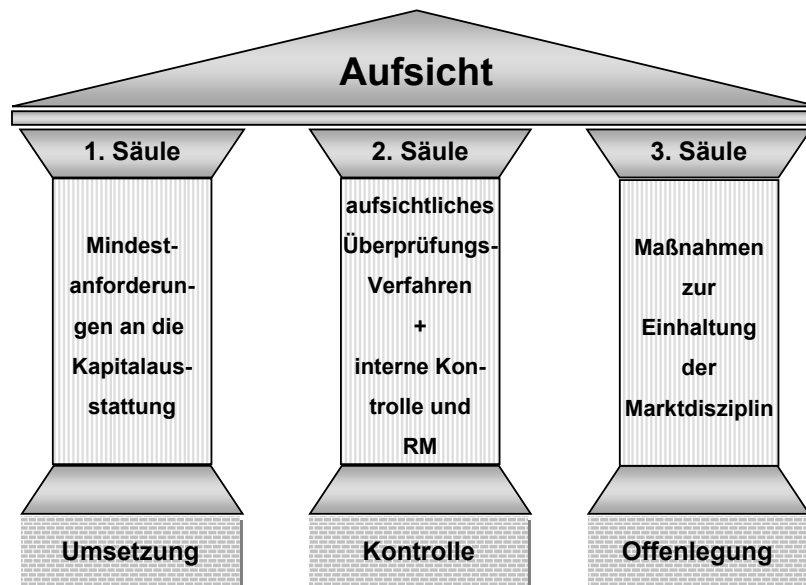 Aufsicht
1. Säule
Mindest-
anforderun-
gen an die
Kapitalaus-
stattung
Umsetzung
2. Säule
aufsichtliches
Überprüfungs-
Verfahren
+
interne Kon-
trolle und
RM
Kontrolle
3. Säule
Maßnahmen
zur
Einhaltung
der
Marktdisziplin
Offenlegung